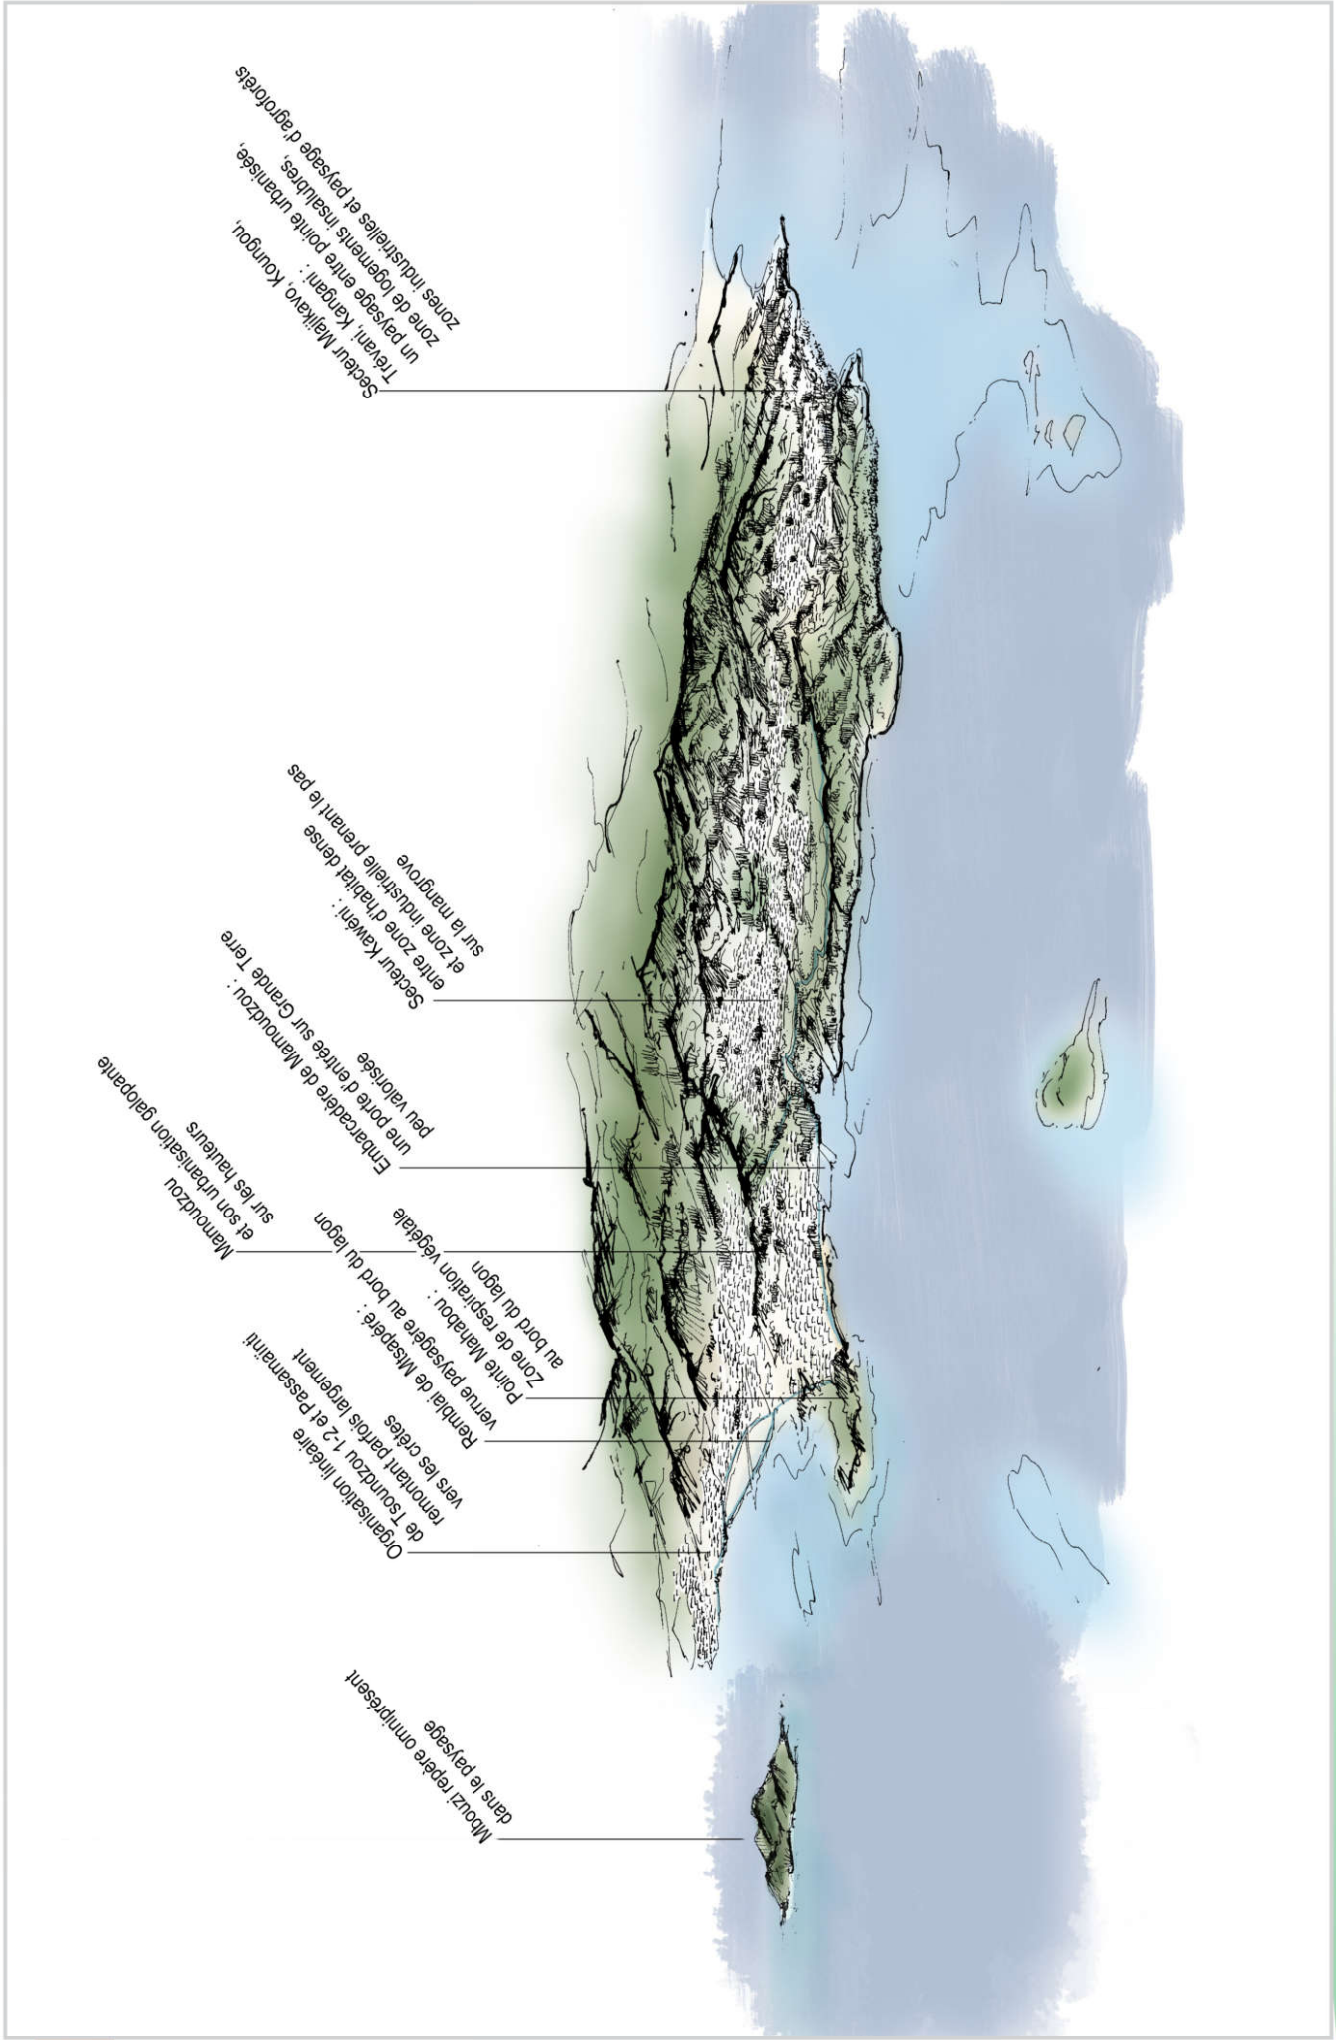 Mbouzi repère omniprésent
dans le paysage
Organisation linéaire
de Tsoundzou 1-2 et Passamainti
remontant parfois largement
vers les crêtes
Remblai de Mtsapéré :
verrue paysagère au bord du lagon
Pointe Mahabou :
Zone de respiration végétale
au bord du lagon
Mamoudzou
et son urbanisation galopante
sur les hauteurs
Embarcadère de Mamoudzou :
une porte d'entrée sur Grande Terre
peu valorisée
Secteur Kawéni :
entre zone d'habitat dense
et zone industrielle prenant le pas
sur la mangrove
Secteur Majikavo, Koungou,
Trévani, Kangani :
un paysage entre pointe urbanisée,
zone de logements insalubres,
zones industrielles et paysage d'agroforêts